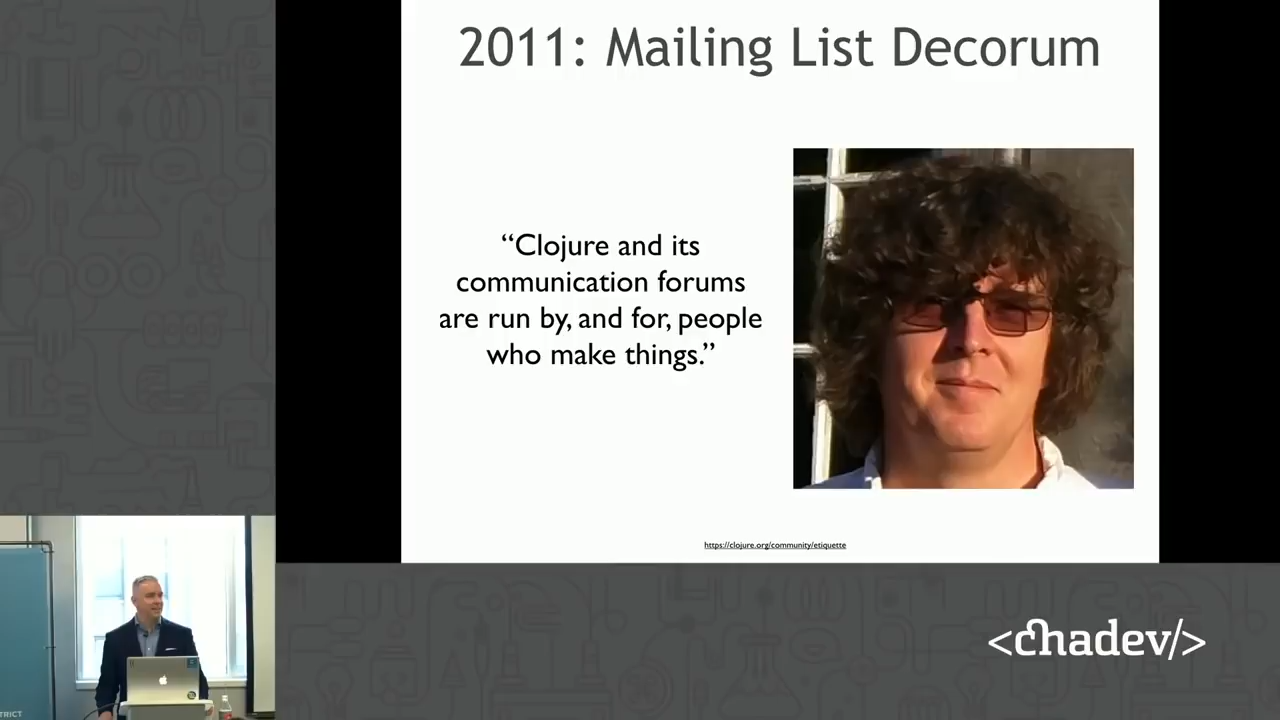 2011: Mailing List Decorum
“Clojure and its
communication forums
are run by, and for, people
who make things.”
https://clojure.org/community/etiquette
<chadev/>
TRICT